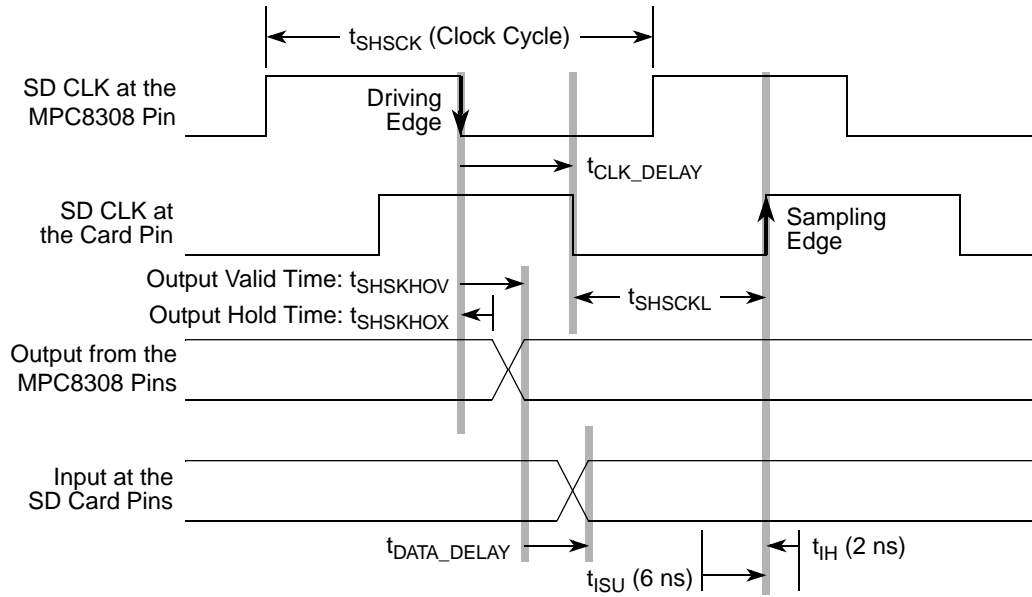 tSHSCK (Clock Cycle)
SD CLK at the
MPC8308 Pin
Driving
Edge
tCLK_DELAY
SD CLK at
the Card Pin
Sampling
Edge
Output Valid Time: tSHSKHOV
tSHSCKL
Output Hold Time: tSHSKHOX
Output from the
MPC8308 Pins
Input at the
SD Card Pins
tDATA_DELAY
tIH (2 ns)
tISU (6 ns)